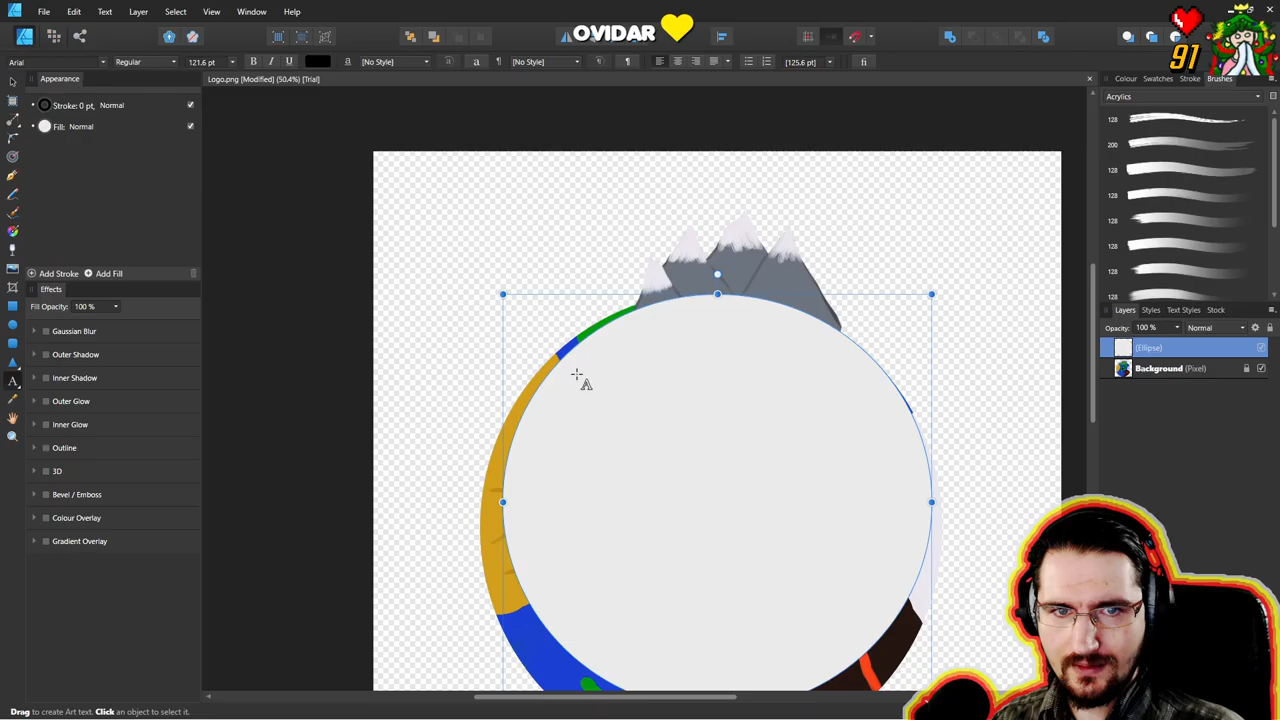 File Edit Text Layer Select View Window Help
OVIDAR
91
Arial Regular 121.6 pt B I U [No Style] a ¶ [No Style] ¶ [125.6 pt] fi
Appearance
Logo.png [Modified] (50.4%) [Trial]
Colour Swatches Stroke Brushes
Acrylics
Stroke: 0 pt, Normal
Fill: Normal
128
200
128
128
128
128
128
128
Add Stroke Add Fill
Effects
Fill Opacity: 100 %
Gaussian Blur
Outer Shadow
Inner Shadow
Outer Glow
Inner Glow
Outline
3D
Bevel / Emboss
Colour Overlay
Gradient Overlay
Layers Styles Text Styles Stock
Opacity: 100 % Normal
(Ellipse)
Background (Pixel)
Drag to create Art text. Click an object to select it.